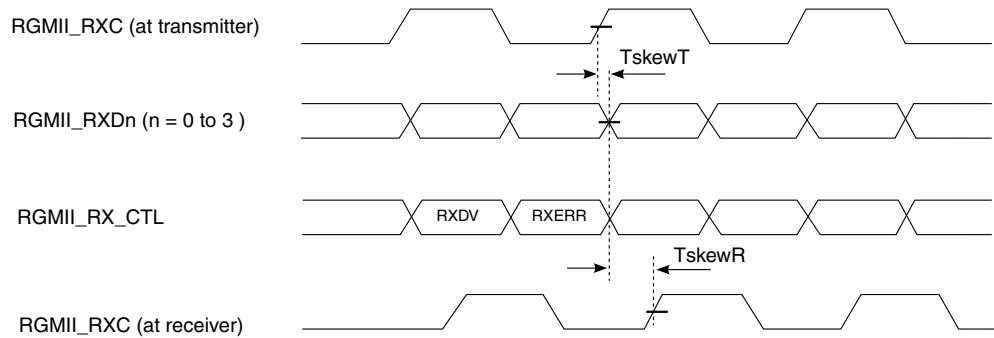 RGMII_RXC (at transmitter)
TskewT
RGMII_RXDn (n = 0 to 3 )
RGMII_RX_CTL
RXDV
RXERR
TskewR
RGMII_RXC (at receiver)